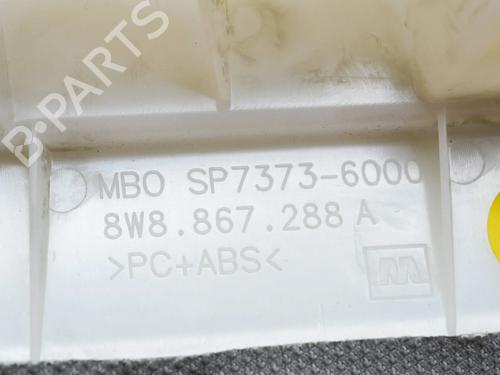 B-PARTS
MBO SP7373-6000
8W8.867.288 A
>PC+ABS<